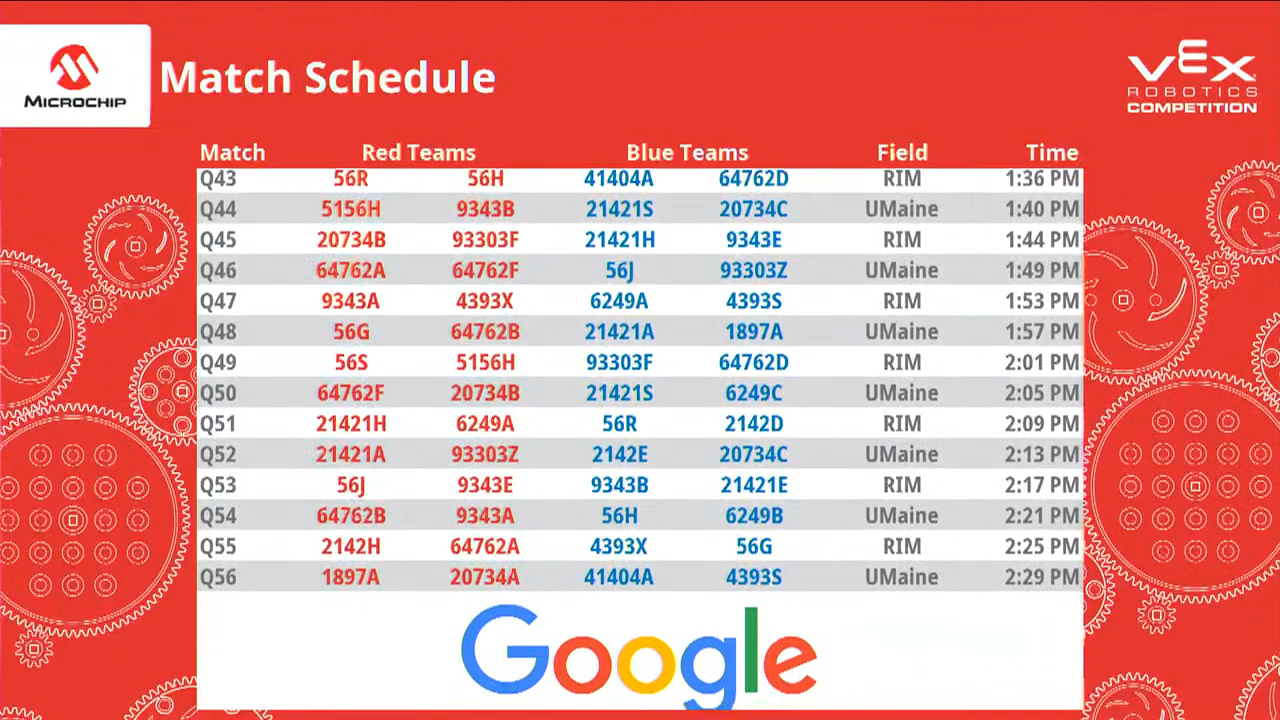 MICROCHIP
Match Schedule
VEX
ROBOTICS
COMPETITION
Match Red Teams Blue Teams Field Time
Q43 56R 56H 41404A 64762D RIM 1:36 PM
Q44 5156H 9343B 21421S 20734C UMaine 1:40 PM
Q45 20734B 93303F 21421H 9343E RIM 1:44 PM
Q46 64762A 64762F 56J 93303Z UMaine 1:49 PM
Q47 9343A 4393X 6249A 4393S RIM 1:53 PM
Q48 56G 64762B 21421A 1897A UMaine 1:57 PM
Q49 56S 5156H 93303F 64762D RIM 2:01 PM
Q50 64762F 20734B 21421S 6249C UMaine 2:05 PM
Q51 21421H 6249A 56R 2142D RIM 2:09 PM
Q52 21421A 93303Z 2142E 20734C UMaine 2:13 PM
Q53 56J 9343E 9343B 21421E RIM 2:17 PM
Q54 64762B 9343A 56H 6249B UMaine 2:21 PM
Q55 2142H 64762A 4393X 56G RIM 2:25 PM
Q56 1897A 20734A 41404A 4393S UMaine 2:29 PM
Google